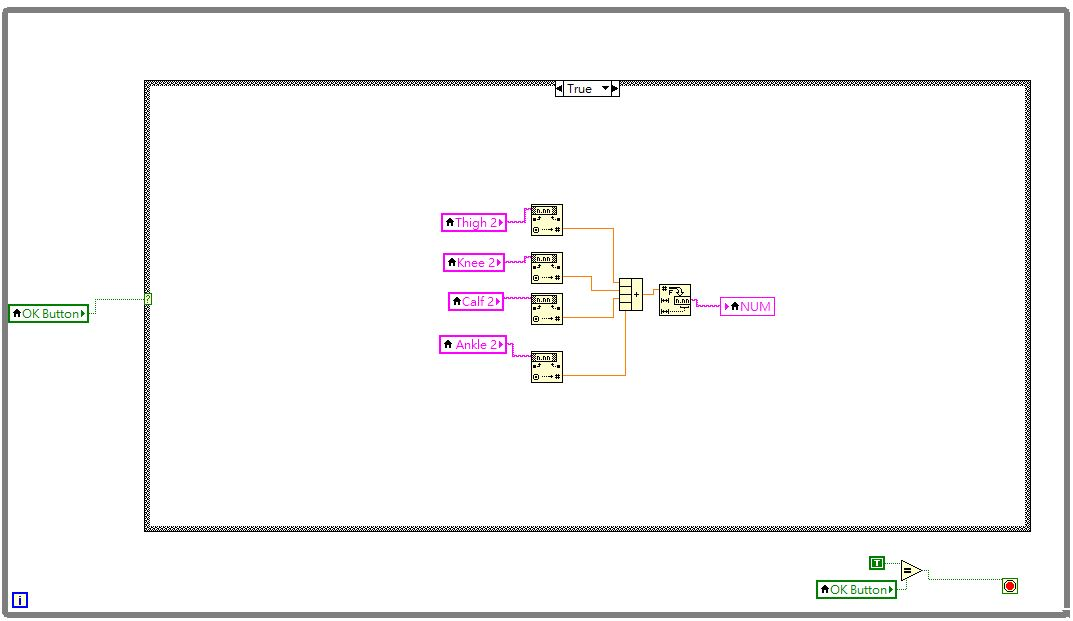 True
Thigh 2
Knee 2
Calf 2
Ankle 2
NUM
OK Button
?
T
=
OK Button
i